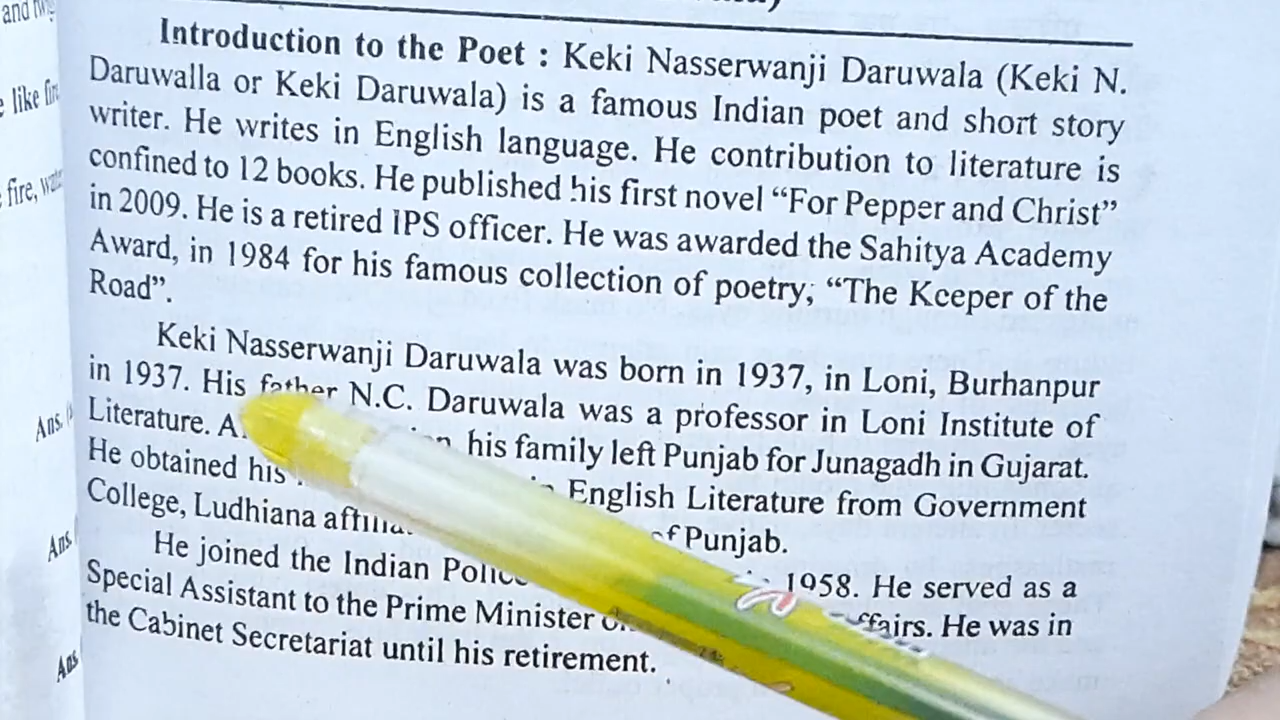 and
Introduction to the Poet : Keki Nasserwanji Daruwala (Keki N.
Daruwalla or Keki Daruwala) is a famous Indian poet and short story
writer. He writes in English language. He contribution to literature is
confined to 12 books. He published his first novel “For Pepper and Christ”
in 2009. He is a retired IPS officer. He was awarded the Sahitya Academy
Award, in 1984 for his famous collection of poetry; “The Keeper of the
Road”.
Keki Nasserwanji Daruwala was born in 1937, in Loni, Burhanpur
in 1937. His father N.C. Daruwala was a professor in Loni Institute of
Literature. his family left Punjab for Junagadh in Gujarat.
He obtained his English Literature from Government
College, Ludhiana of Punjab.
He joined the Indian 1958. He served as a
Special Assistant to the Prime Minister He was in
the Cabinet Secretariat until his retirement.
like
fire,
Ans.
Ans.
Ans.